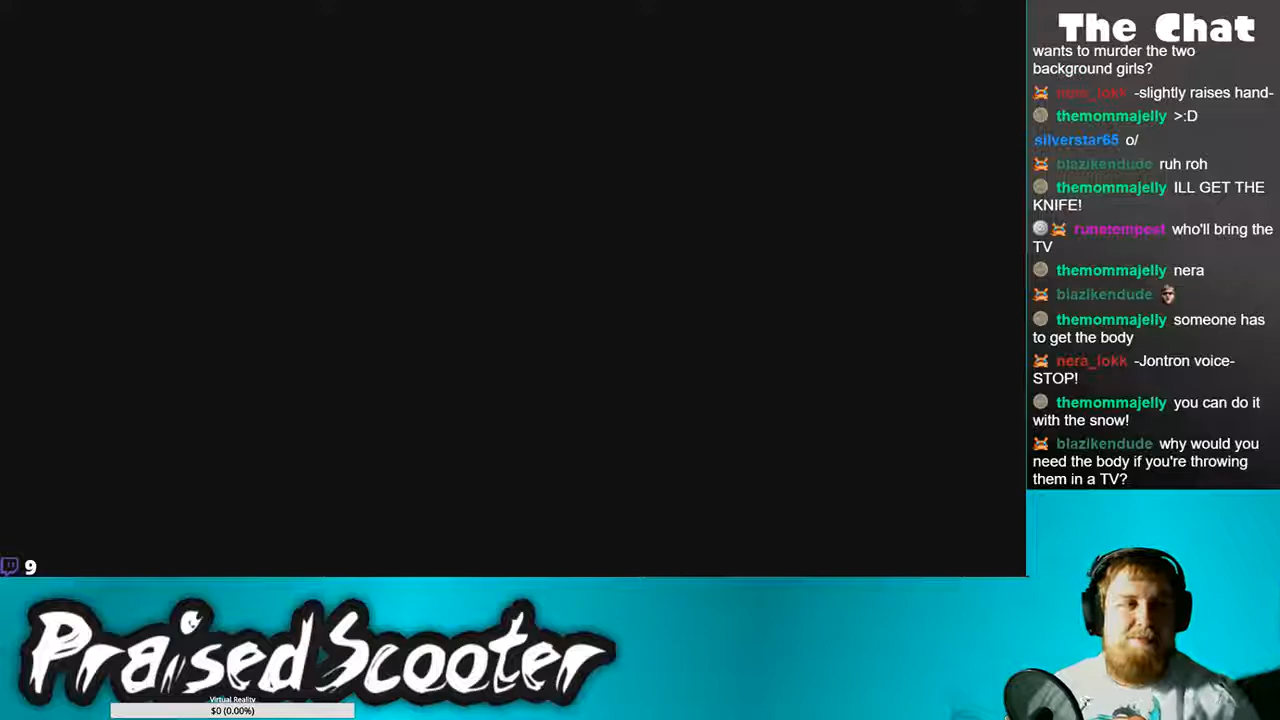 The Chat
wants to murder the two
background girls?
nera_lokk -slightly raises hand-
themommajelly >:D
silverstar65 o/
blazikendude ruh roh
themommajelly ILL GET THE
KNIFE!
runetempest who'll bring the
TV
themommajelly nera
blazikendude
themommajelly someone has
to get the body
nera_lokk -Jontron voice-
STOP!
themommajelly you can do it
with the snow!
blazikendude why would you
need the body if you're throwing
them in a TV?
9
PraisedScooter
Virtual Reality
$0 (0.00%)